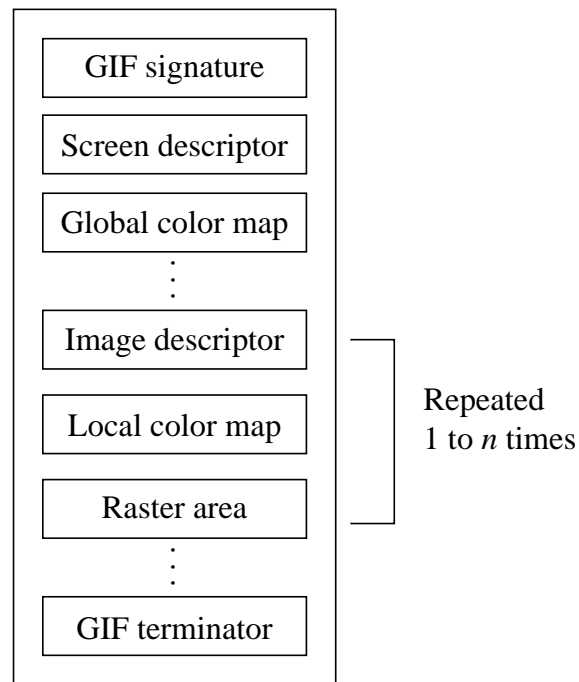 GIF signature
Screen descriptor
Global color map
Image descriptor
Local color map
Raster area
GIF terminator
Repeated
1 to n times